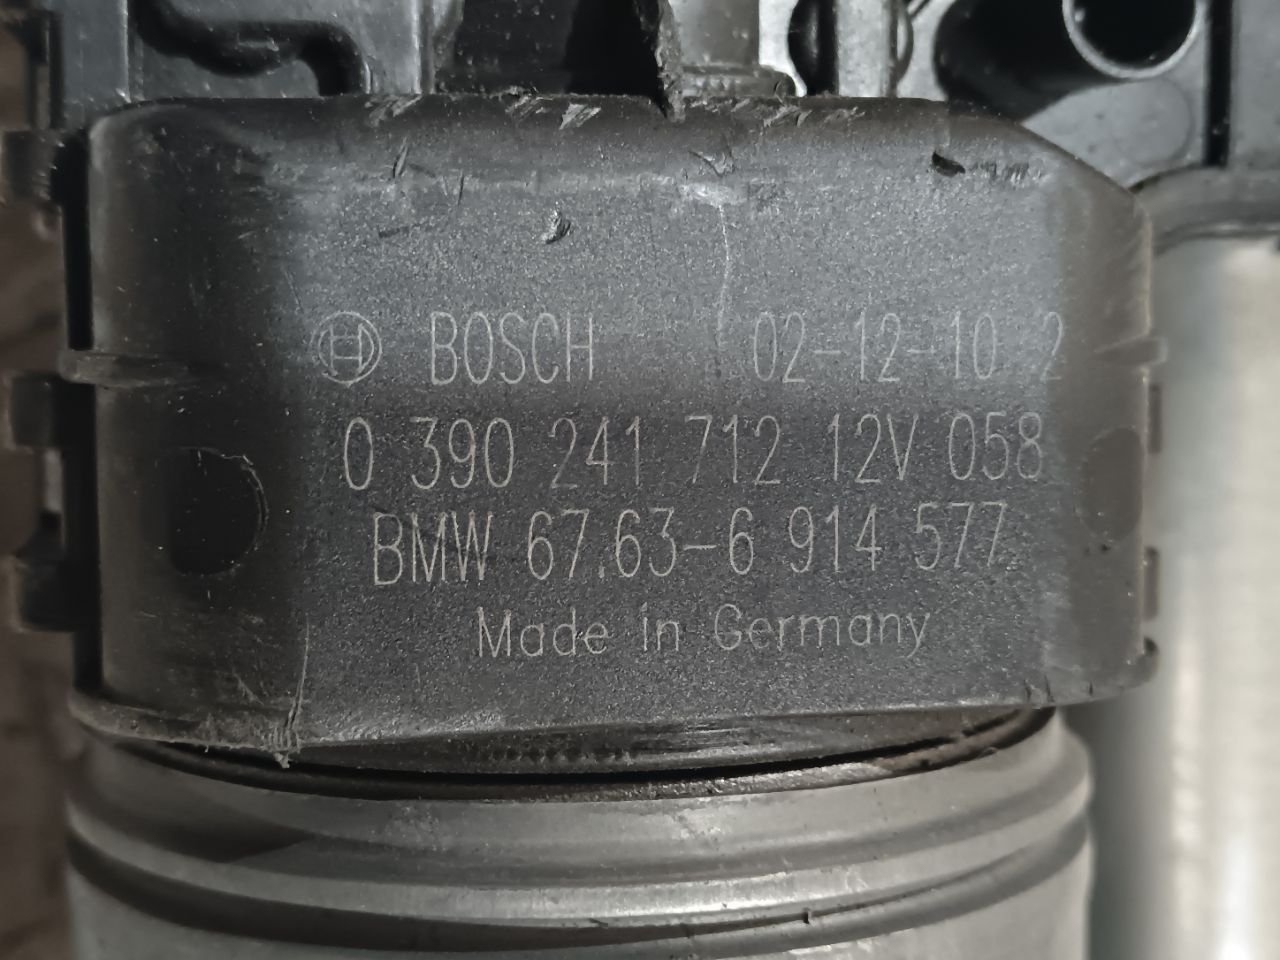 BOSCH 02-12-10 2
0 390 241 712 12V 058
BMW 67.63-6 914 577
Made in Germany